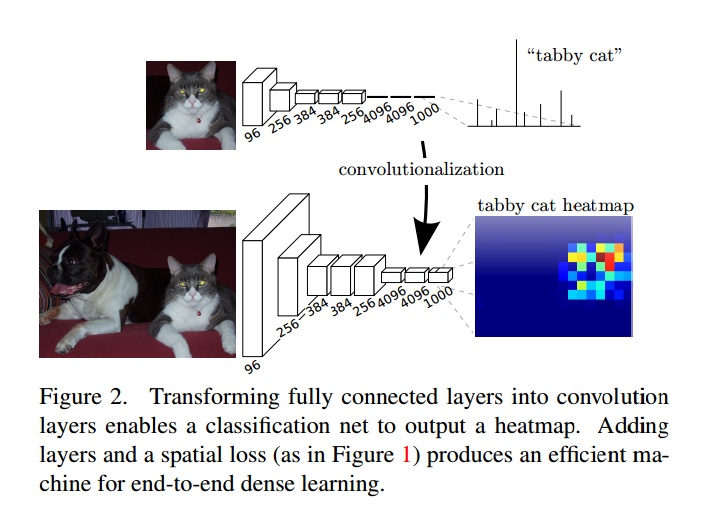 "tabby cat"
96
256
384
384
256
4096
4096
1000
convolutionalization
tabby cat heatmap
96
256
384
384
256
4096
4096
1000
Figure 2. Transforming fully connected layers into convolution
layers enables a classification net to output a heatmap. Adding
layers and a spatial loss (as in Figure 1) produces an efficient ma-
chine for end-to-end dense learning.